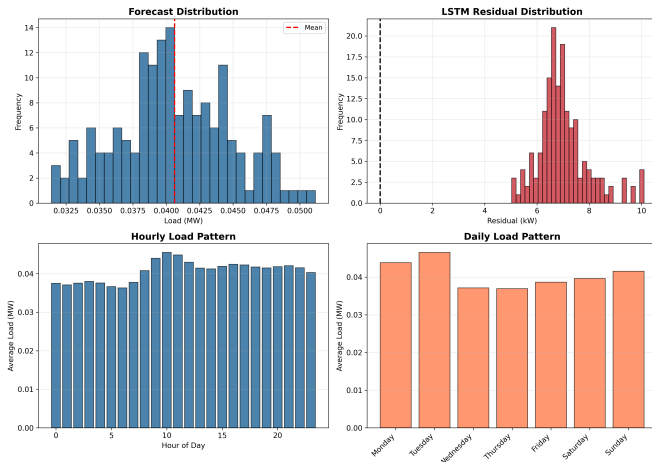 Forecast Distribution
Mean
14
12
10
8
6
4
2
0
Frequency
0.0325 0.0350 0.0375 0.0400 0.0425 0.0450 0.0475 0.0500
Load (MW)
LSTM Residual Distribution
20.0
17.5
15.0
12.5
10.0
7.5
5.0
2.5
0.0
Frequency
0 2 4 6 8 10
Residual (kW)
Hourly Load Pattern
0.04
0.03
0.02
0.01
0.00
Average Load (MW)
0 5 10 15 20
Hour of Day
Daily Load Pattern
0.04
0.03
0.02
0.01
0.00
Average Load (MW)
Monday Tuesday Wednesday Thursday Friday Saturday Sunday